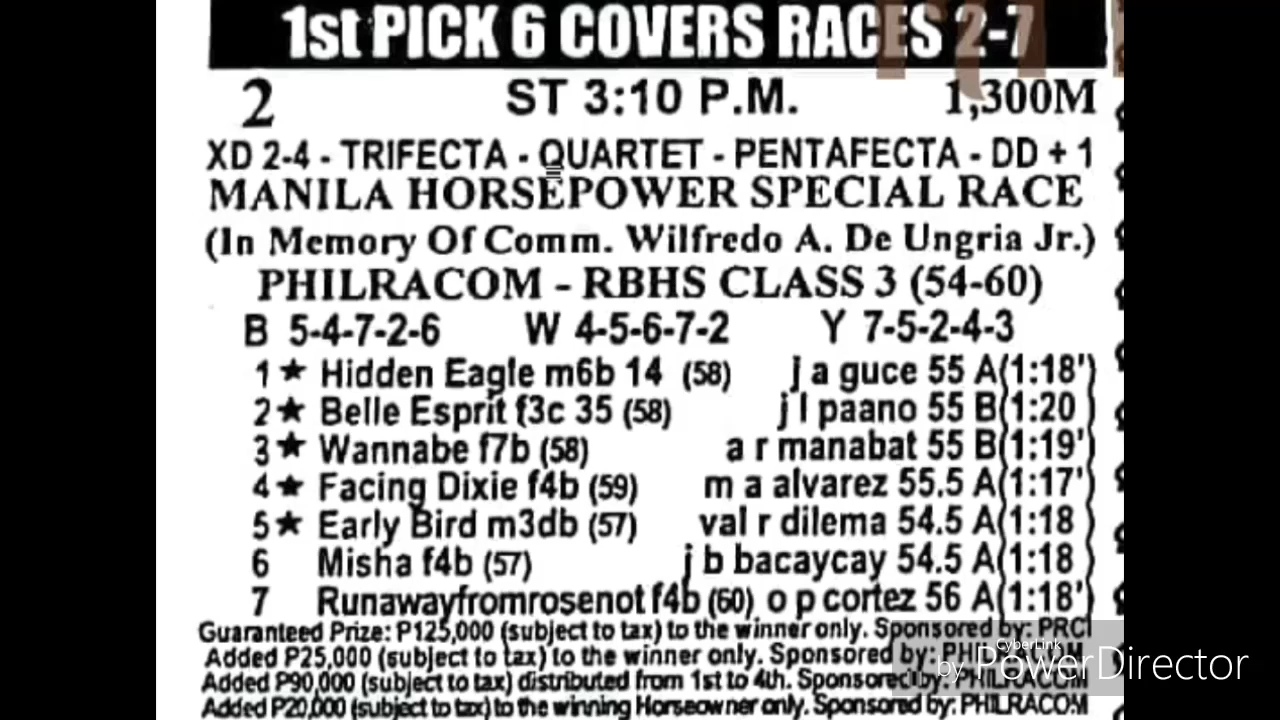 1st PICK 6 COVERS RACES 2-7
2 ST 3:10 P.M. 1,300M
XD 2-4 - TRIFECTA - QUARTET - PENTAFECTA - DD + 1
MANILA HORSEPOWER SPECIAL RACE
(In Memory Of Comm. Wilfredo A. De Ungria Jr.)
PHILRACOM - RBHS CLASS 3 (54-60)
B 5-4-7-2-6 W 4-5-6-7-2 Y 7-5-2-4-3
1 ★ Hidden Eagle m6b 14 (58) j a guce 55 A(1:18')
2 ★ Belle Esprit f3c 35 (58) j l paano 55 B(1:20 )
3 ★ Wannabe f7b (58) a r manabat 55 B(1:19')
4 ★ Facing Dixie f4b (59) m a alvarez 55.5 A(1:17')
5 ★ Early Bird m3db (57) val r dilema 54.5 A(1:18 )
6 Misha f4b (57) j b bacaycay 54.5 A(1:18 )
7 Runawayfromrosenot f4b (60) o p cortez 56 A(1:18')
Guaranteed Prize: P125,000 (subject to tax) to the winner only. Sponsored by: PRCI
Added P25,000 (subject to tax) to the winner only. Sponsored by: PHILRACOM
Added P90,000 (subject to tax) distributed from 1st to 4th. Sponsored by: PHILRACOM
Added P20,000 (subject to tax) to the winning Horseowner only. Sponsored by: PHILRACOM
CyberLink
by PowerDirector